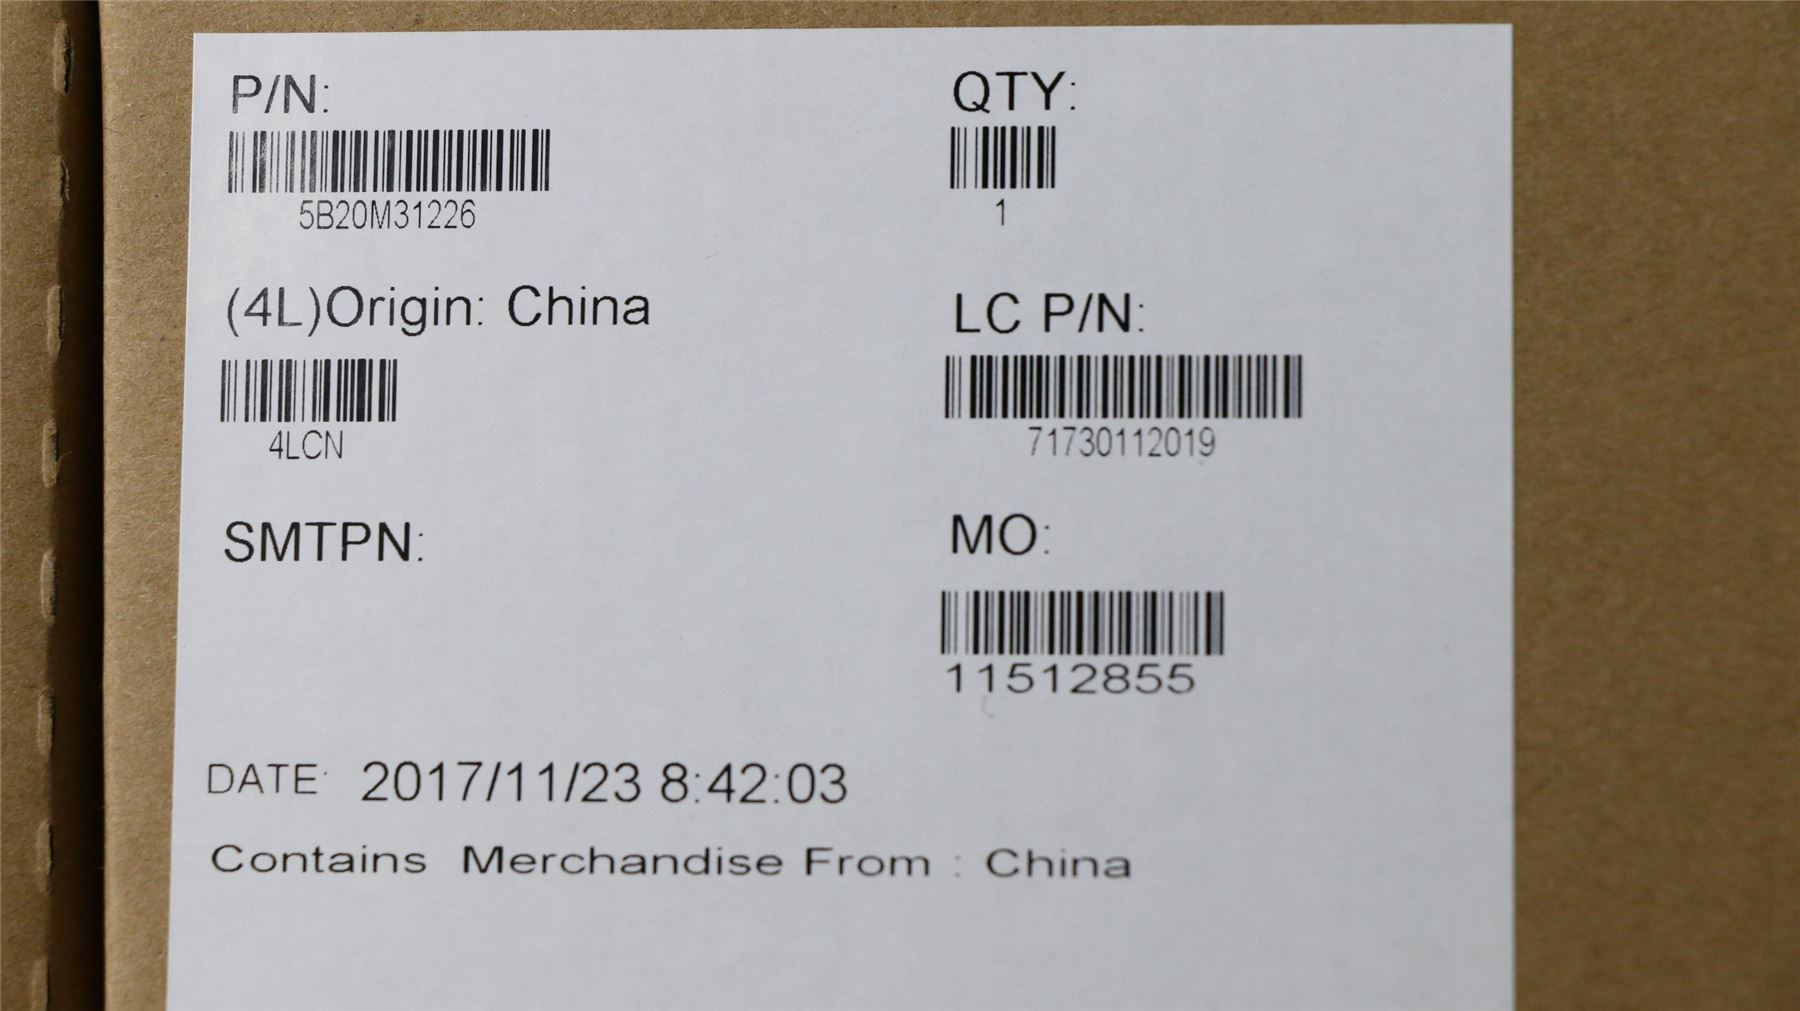 P/N:
QTY:
5B20M31226
1
(4L)Origin: China
LC P/N:
4LCN
71730112019
SMTPN:
MO:
11512855
DATE: 2017/11/23 8:42:03
Contains Merchandise From : China